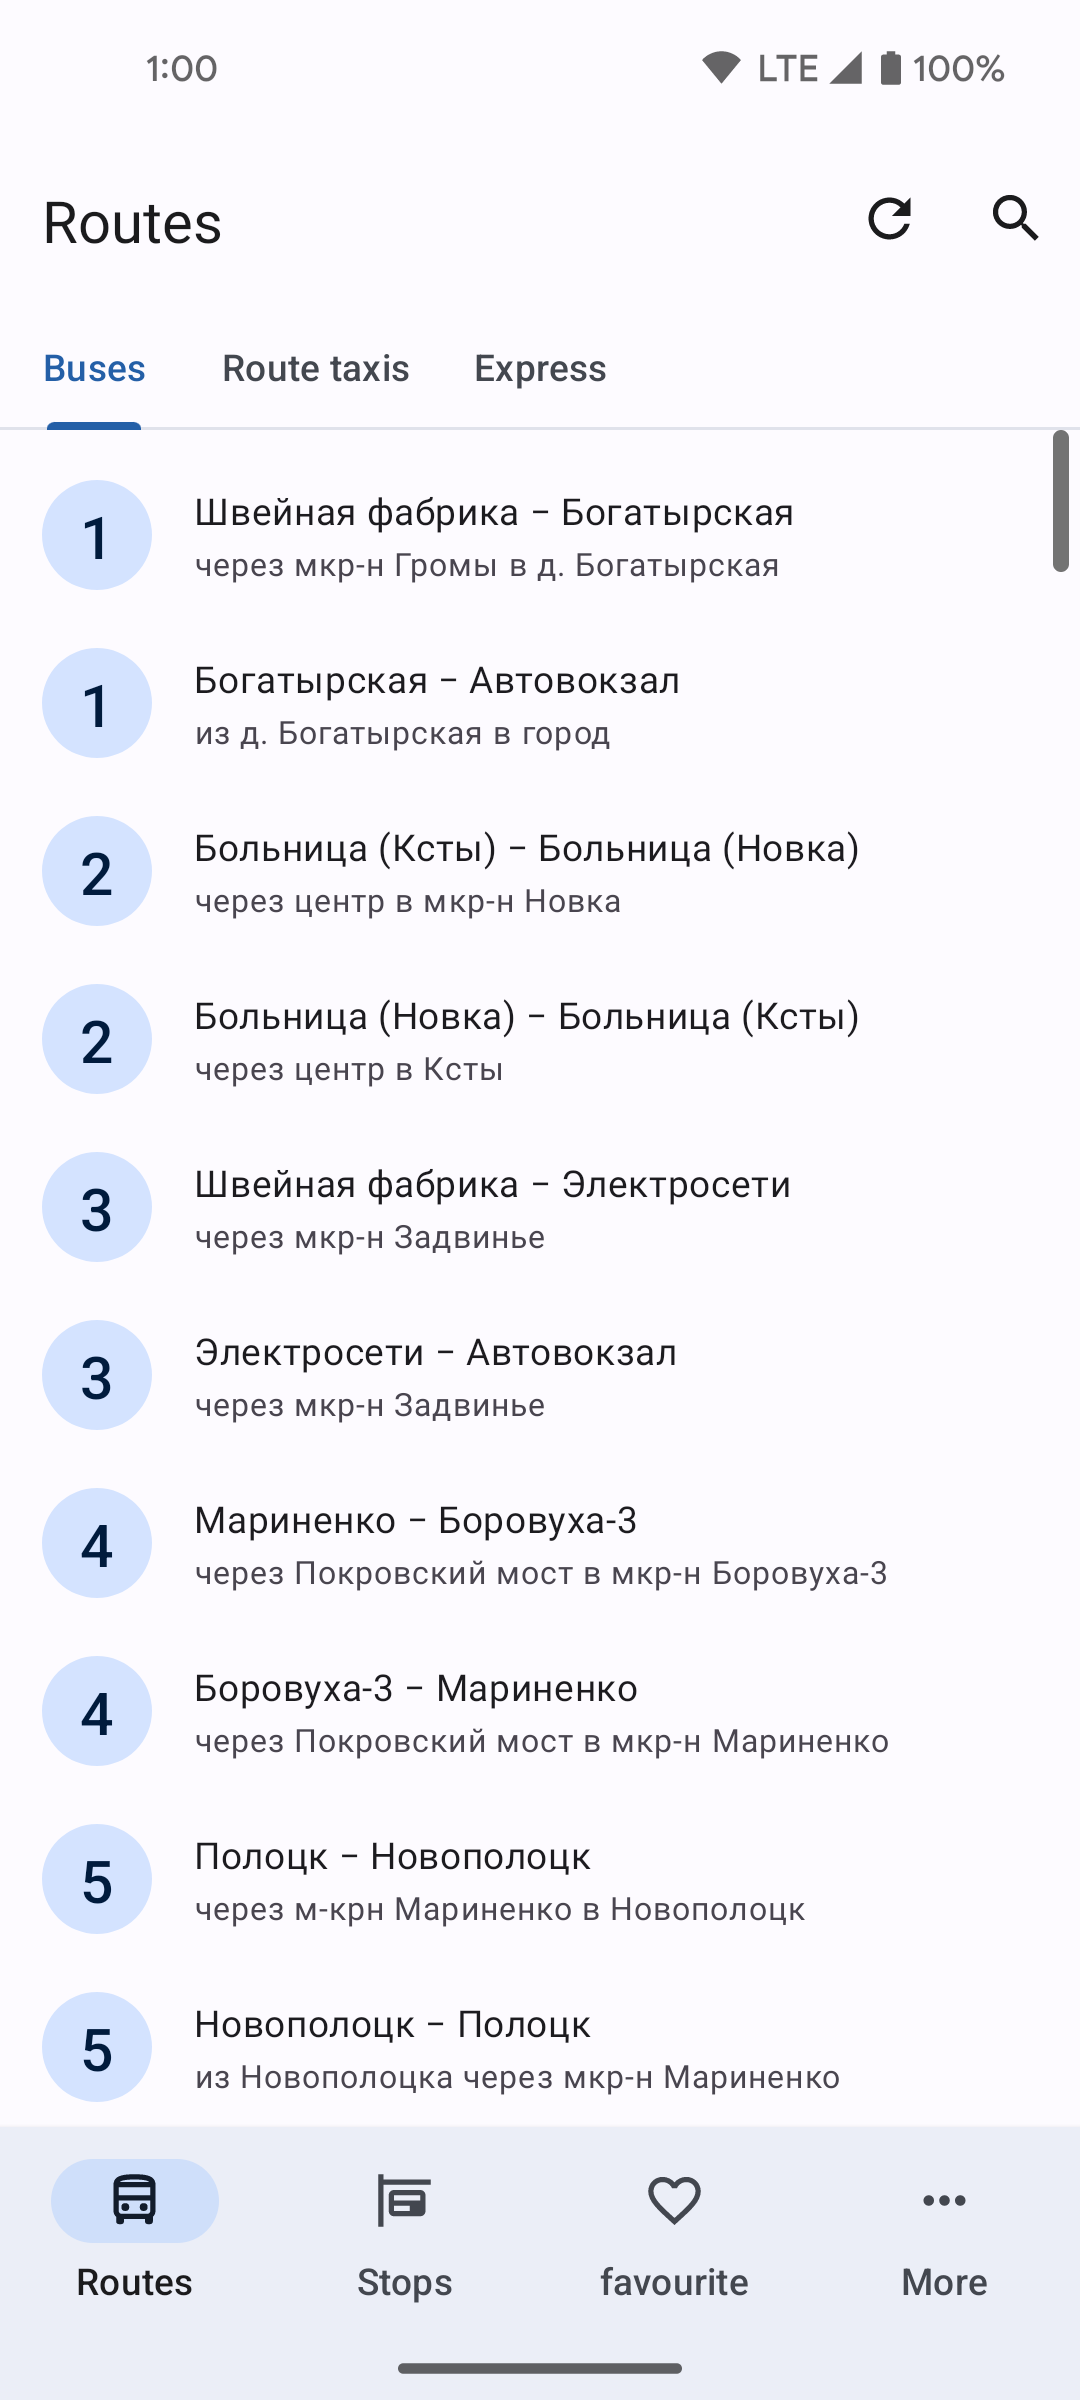 1:00 LTE 100%
Routes
Buses Route taxis Express
1 Швейная фабрика – Богатырская
через мкр-н Громы в д. Богатырская
1 Богатырская – Автовокзал
из д. Богатырская в город
2 Больница (Ксты) – Больница (Новка)
через центр в мкр-н Новка
2 Больница (Новка) – Больница (Ксты)
через центр в Ксты
3 Швейная фабрика – Электросети
через мкр-н Задвинье
3 Электросети – Автовокзал
через мкр-н Задвинье
4 Мариненко – Боровуха-3
через Покровский мост в мкр-н Боровуха-3
4 Боровуха-3 – Мариненко
через Покровский мост в мкр-н Мариненко
5 Полоцк – Новополоцк
через м-крн Мариненко в Новополоцк
5 Новополоцк – Полоцк
из Новополоцка через мкр-н Мариненко
Routes Stops favourite More